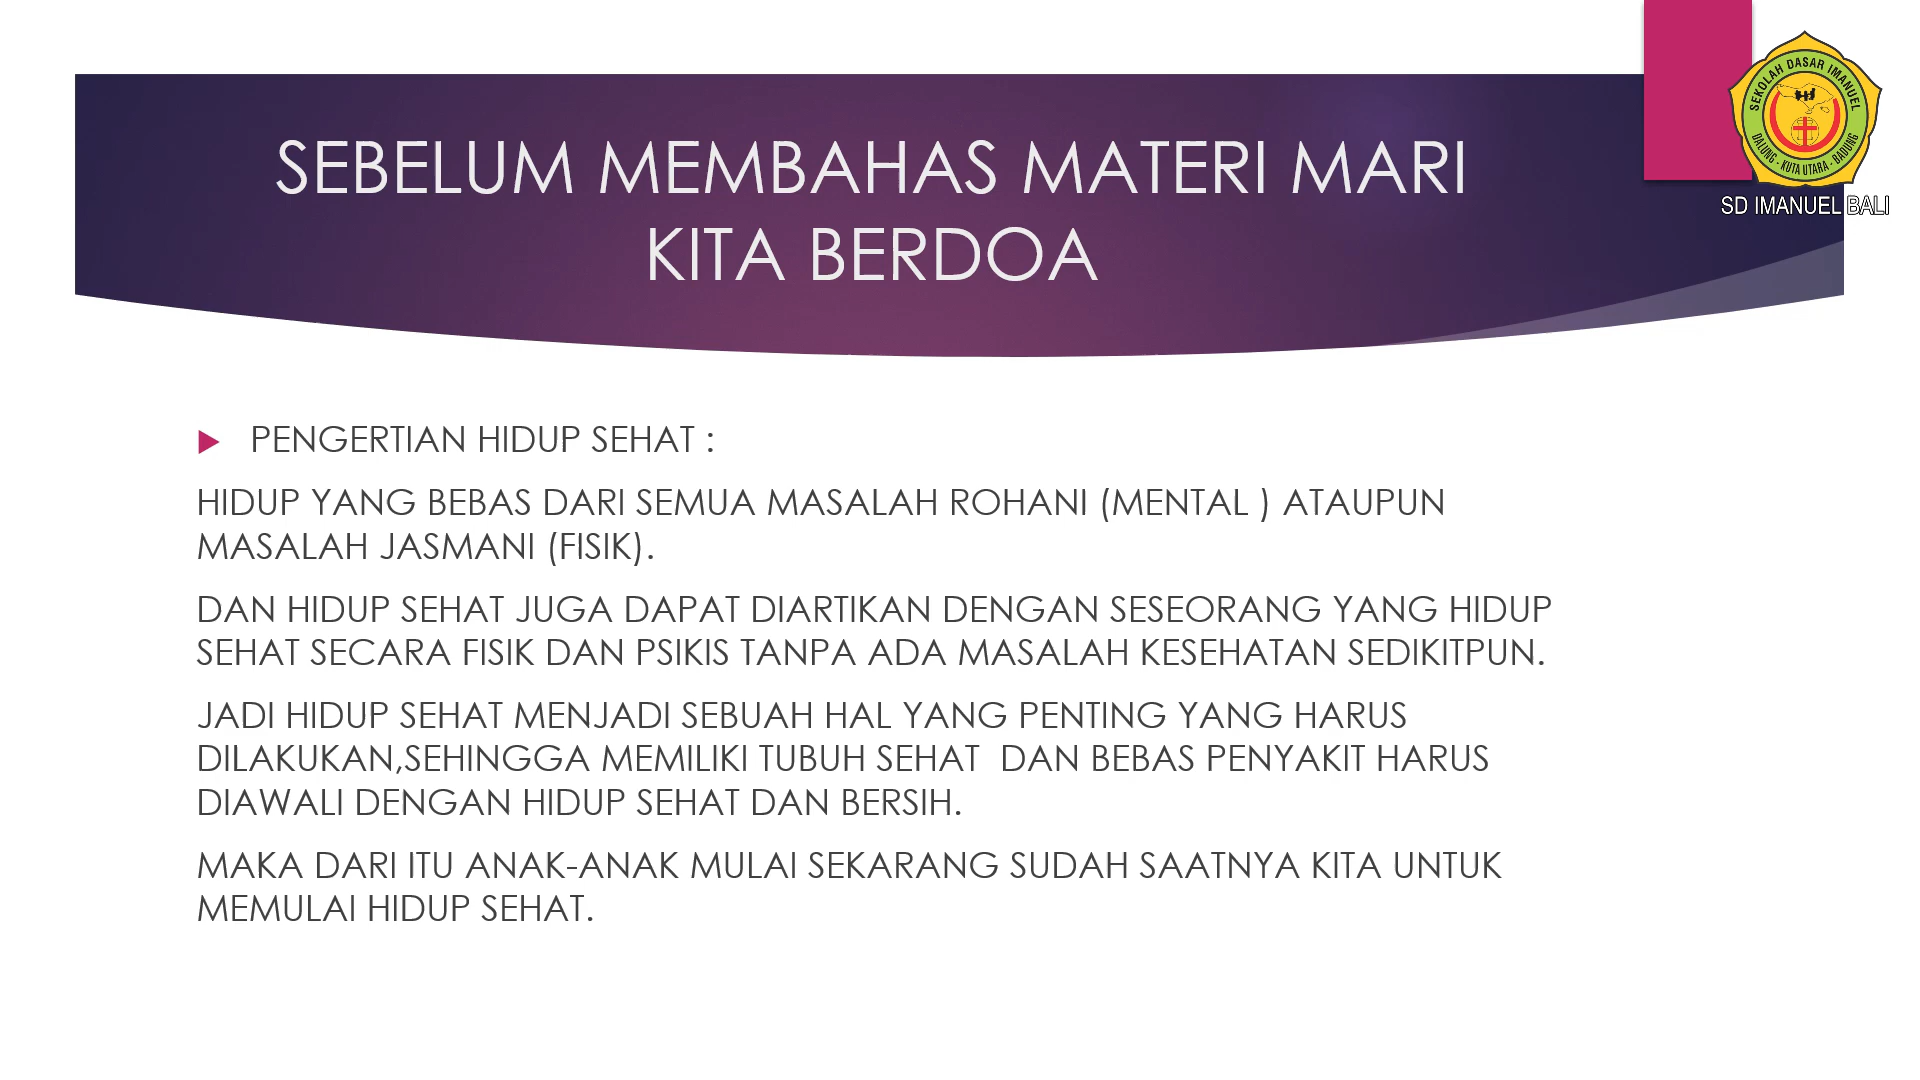 SEBELUM MEMBAHAS MATERI MARI
KITA BERDOA
SEKOLAH DASAR IMANUEL
DALUNG - KUTA UTARA - BADUNG
SD IMANUEL BALI
PENGERTIAN HIDUP SEHAT :
HIDUP YANG BEBAS DARI SEMUA MASALAH ROHANI (MENTAL ) ATAUPUN
MASALAH JASMANI (FISIK).
DAN HIDUP SEHAT JUGA DAPAT DIARTIKAN DENGAN SESEORANG YANG HIDUP
SEHAT SECARA FISIK DAN PSIKIS TANPA ADA MASALAH KESEHATAN SEDIKITPUN.
JADI HIDUP SEHAT MENJADI SEBUAH HAL YANG PENTING YANG HARUS
DILAKUKAN,SEHINGGA MEMILIKI TUBUH SEHAT  DAN BEBAS PENYAKIT HARUS
DIAWALI DENGAN HIDUP SEHAT DAN BERSIH.
MAKA DARI ITU ANAK-ANAK MULAI SEKARANG SUDAH SAATNYA KITA UNTUK
MEMULAI HIDUP SEHAT.